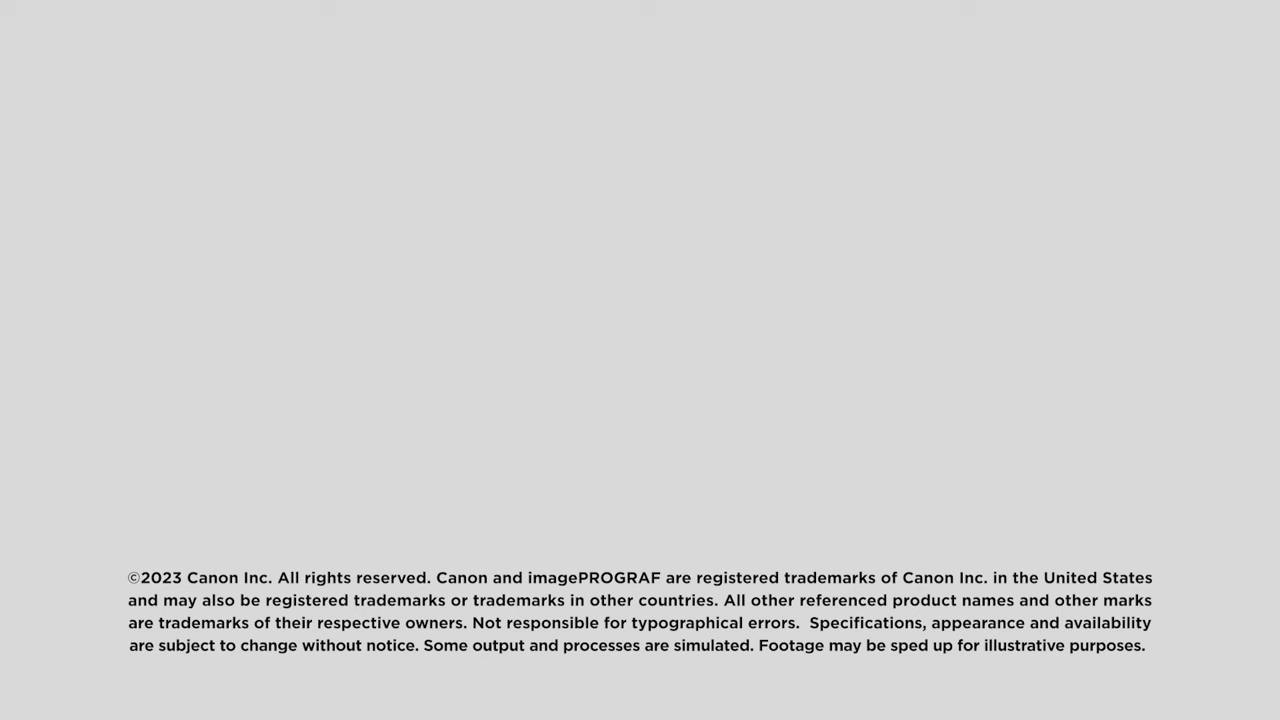 ©2023 Canon Inc. All rights reserved. Canon and imagePROGRAF are registered trademarks of Canon Inc. in the United States
and may also be registered trademarks or trademarks in other countries. All other referenced product names and other marks
are trademarks of their respective owners. Not responsible for typographical errors.  Specifications, appearance and availability
are subject to change without notice. Some output and processes are simulated. Footage may be sped up for illustrative purposes.